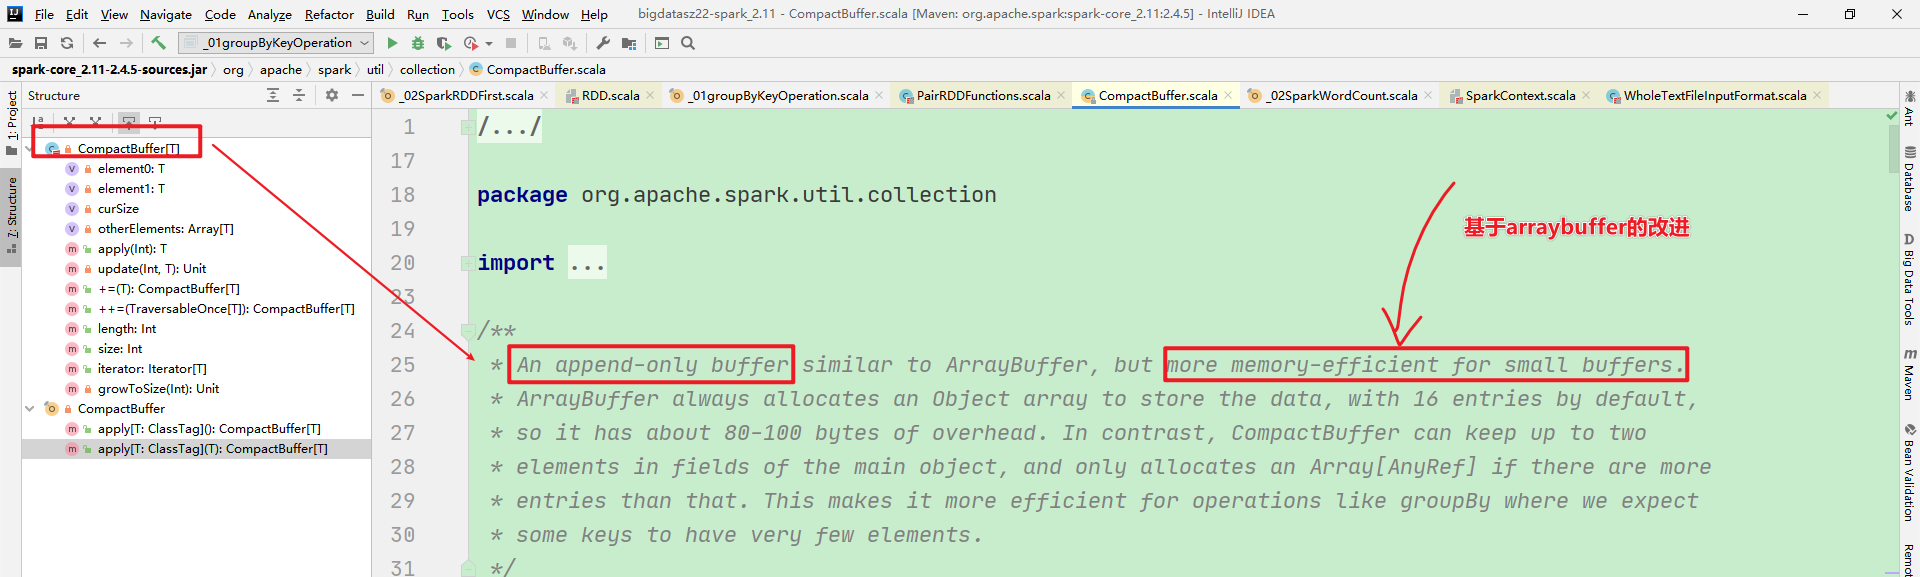 File Edit View Navigate Code Analyze Refactor Build Run Tools VCS Window Help bigdatasz22-spark_2.11 - CompactBuffer.scala [Maven: org.apache.spark:spark-core_2.11:2.4.5] - IntelliJ IDEA
_01groupByKeyOperation
spark-core_2.11-2.4.5-sources.jar org apache spark util collection CompactBuffer.scala
Structure
_02SparkRDDFirst.scala RDD.scala _01groupByKeyOperation.scala PairRDDFunctions.scala CompactBuffer.scala _02SparkWordCount.scala SparkContext.scala WholeTextFileInputFormat.scala
1: Project
7: Structure
CompactBuffer[T]
element0: T
element1: T
curSize
otherElements: Array[T]
apply(Int): T
update(Int, T): Unit
+=(T): CompactBuffer[T]
++=(TraversableOnce[T]): CompactBuffer[T]
length: Int
size: Int
iterator: Iterator[T]
growToSize(Int): Unit
CompactBuffer
apply[T: ClassTag](): CompactBuffer[T]
apply[T: ClassTag](T): CompactBuffer[T]
1 /.../
17
18 package org.apache.spark.util.collection
19
基于arraybuffer的改进
20 import ...
23
24 /**
25 * An append-only buffer similar to ArrayBuffer, but more memory-efficient for small buffers.
26 * ArrayBuffer always allocates an Object array to store the data, with 16 entries by default,
27 * so it has about 80-100 bytes of overhead. In contrast, CompactBuffer can keep up to two
28 * elements in fields of the main object, and only allocates an Array[AnyRef] if there are more
29 * entries than that. This makes it more efficient for operations like groupBy where we expect
30 * some keys to have very few elements.
31 */
Ant
Database
Big Data Tools
Maven
Bean Validation